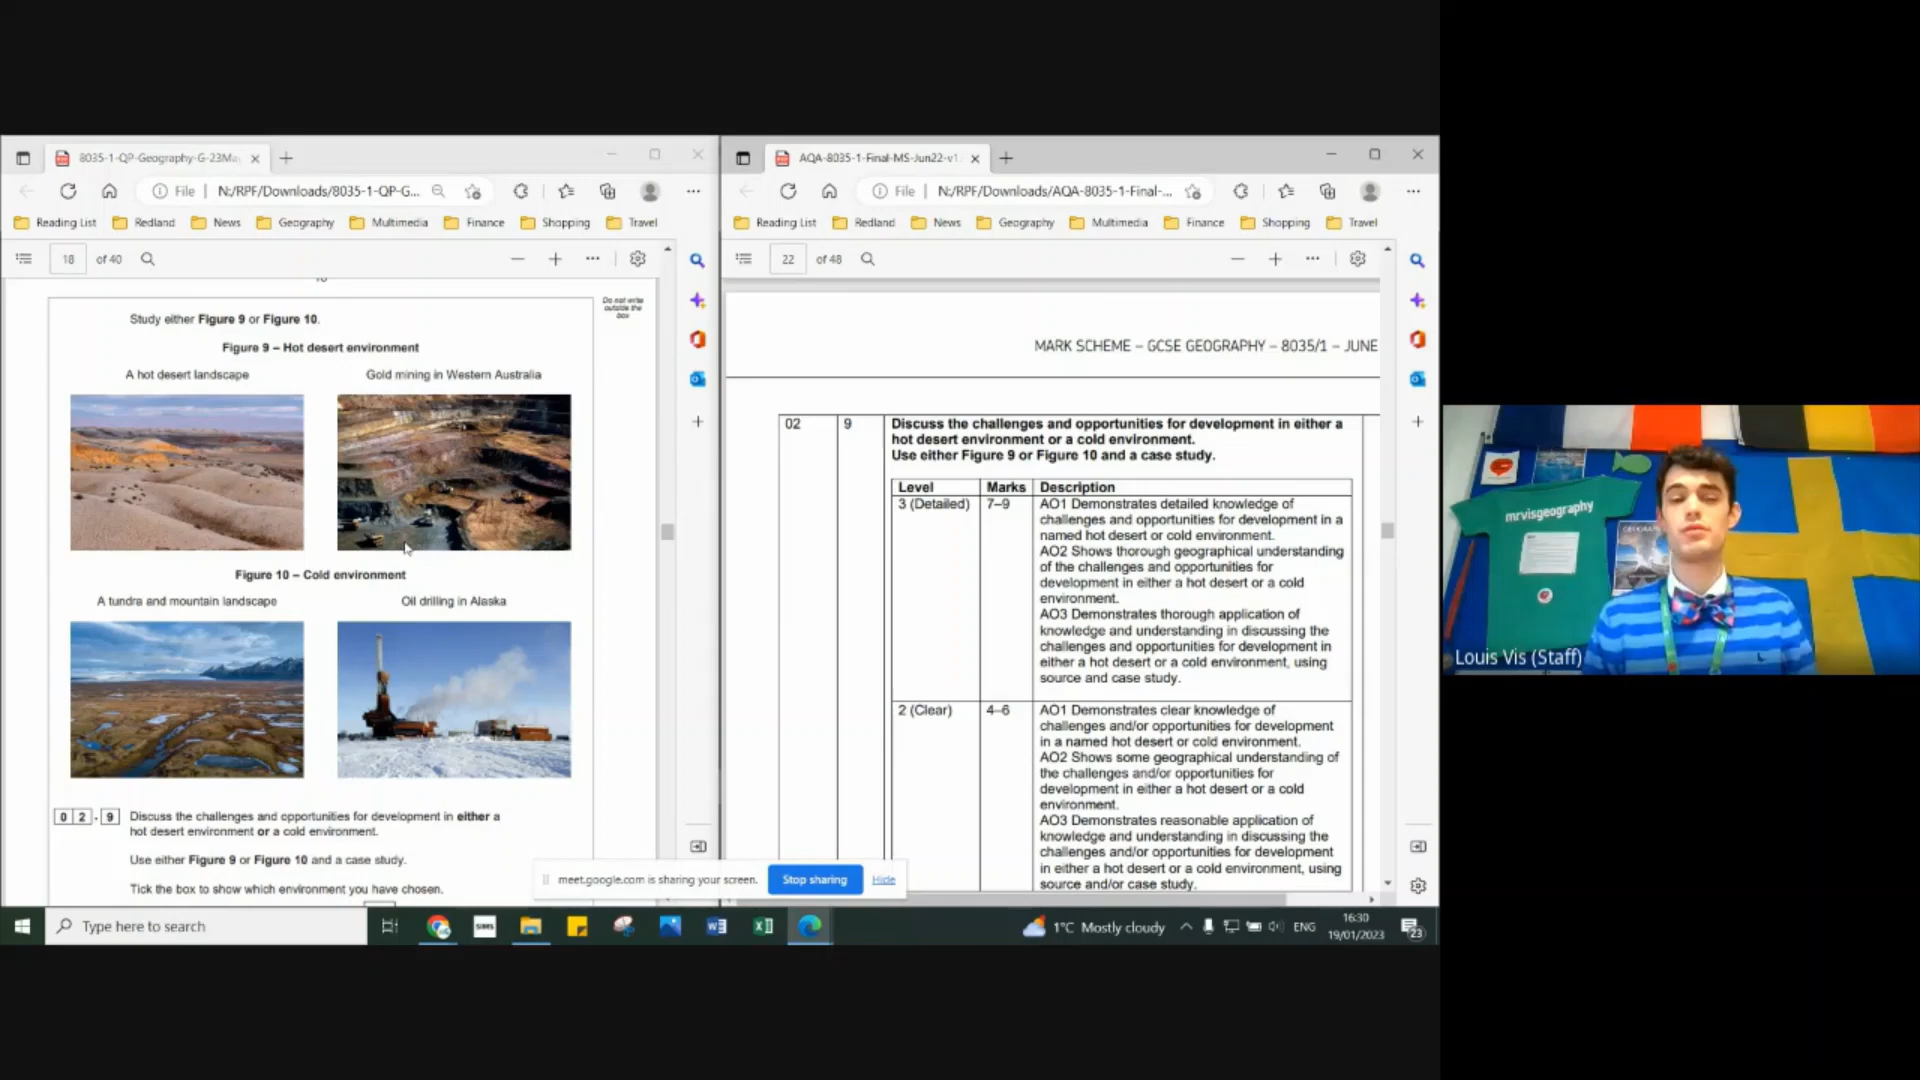 8035-1-QP-Geography-G-23Ma
File N:/RPF/Downloads/8035-1-QP-G...
Reading List Redland News Geography Multimedia Finance Shopping Travel
18 of 40
Do not write
outside the
box
Study either Figure 9 or Figure 10.
Figure 9 – Hot desert environment
A hot desert landscape
Gold mining in Western Australia
Figure 10 – Cold environment
A tundra and mountain landscape
Oil drilling in Alaska
0 2 . 9 Discuss the challenges and opportunities for development in either a
hot desert environment or a cold environment.
Use either Figure 9 or Figure 10 and a case study.
Tick the box to show which environment you have chosen.
AQA-8035-1-Final-MS-Jun22-v1
File N:/RPF/Downloads/AQA-8035-1-Final-...
Reading List Redland News Geography Multimedia Finance Shopping Travel
22 of 48
MARK SCHEME – GCSE GEOGRAPHY – 8035/1 – JUNE
02 9 Discuss the challenges and opportunities for development in either a
hot desert environment or a cold environment.
Use either Figure 9 or Figure 10 and a case study.
Level Marks Description
3 (Detailed) 7–9 AO1 Demonstrates detailed knowledge of
challenges and opportunities for development in a
named hot desert or cold environment.
AO2 Shows thorough geographical understanding
of the challenges and opportunities for
development in either a hot desert or a cold
environment.
AO3 Demonstrates thorough application of
knowledge and understanding in discussing the
challenges and opportunities for development in
either a hot desert or a cold environment, using
source and case study.
2 (Clear) 4–6 AO1 Demonstrates clear knowledge of
challenges and/or opportunities for development
in a named hot desert or cold environment.
AO2 Shows some geographical understanding of
the challenges and/or opportunities for
development in either a hot desert or a cold
environment.
AO3 Demonstrates reasonable application of
knowledge and understanding in discussing the
challenges and/or opportunities for development
in either a hot desert or a cold environment, using
source and/or case study.
meet.google.com is sharing your screen. Stop sharing Hide
Type here to search
SIMS
1°C Mostly cloudy
ENG
16:30
19/01/2023
23
mrvisgeography
Louis Vis (Staff)